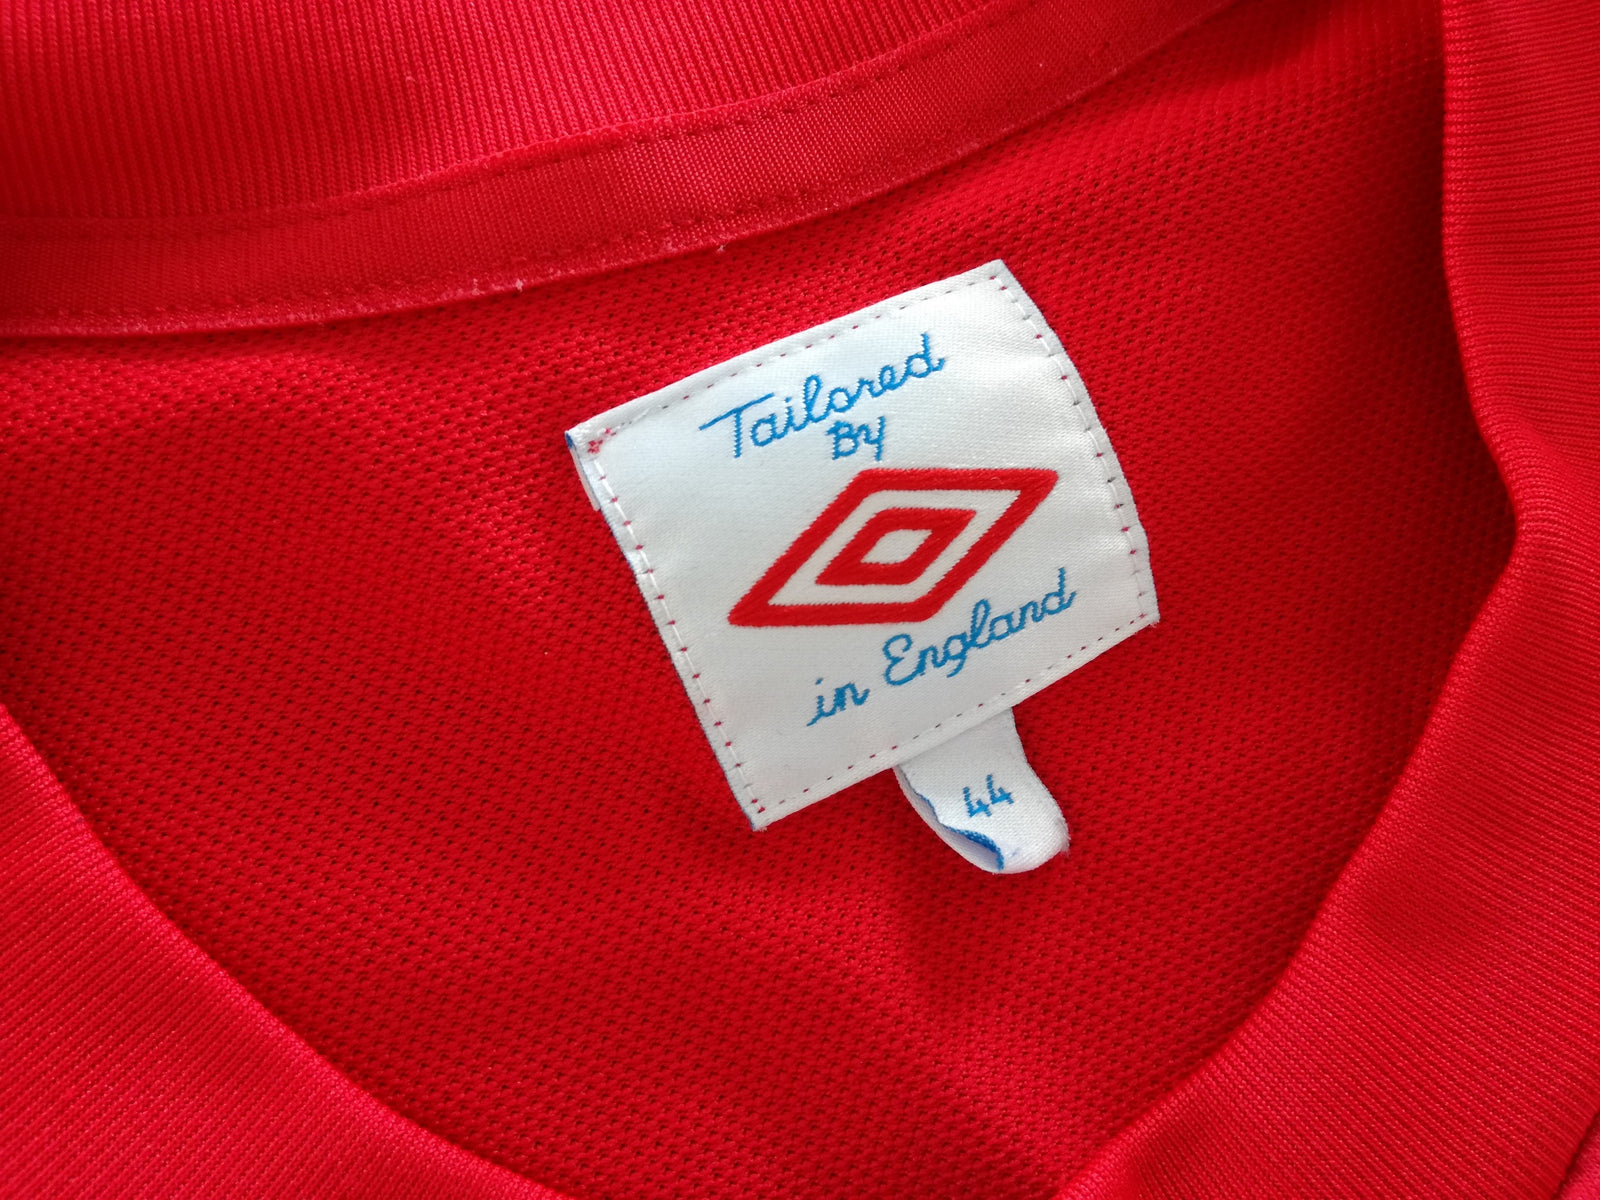 Tailored
By
in England
44